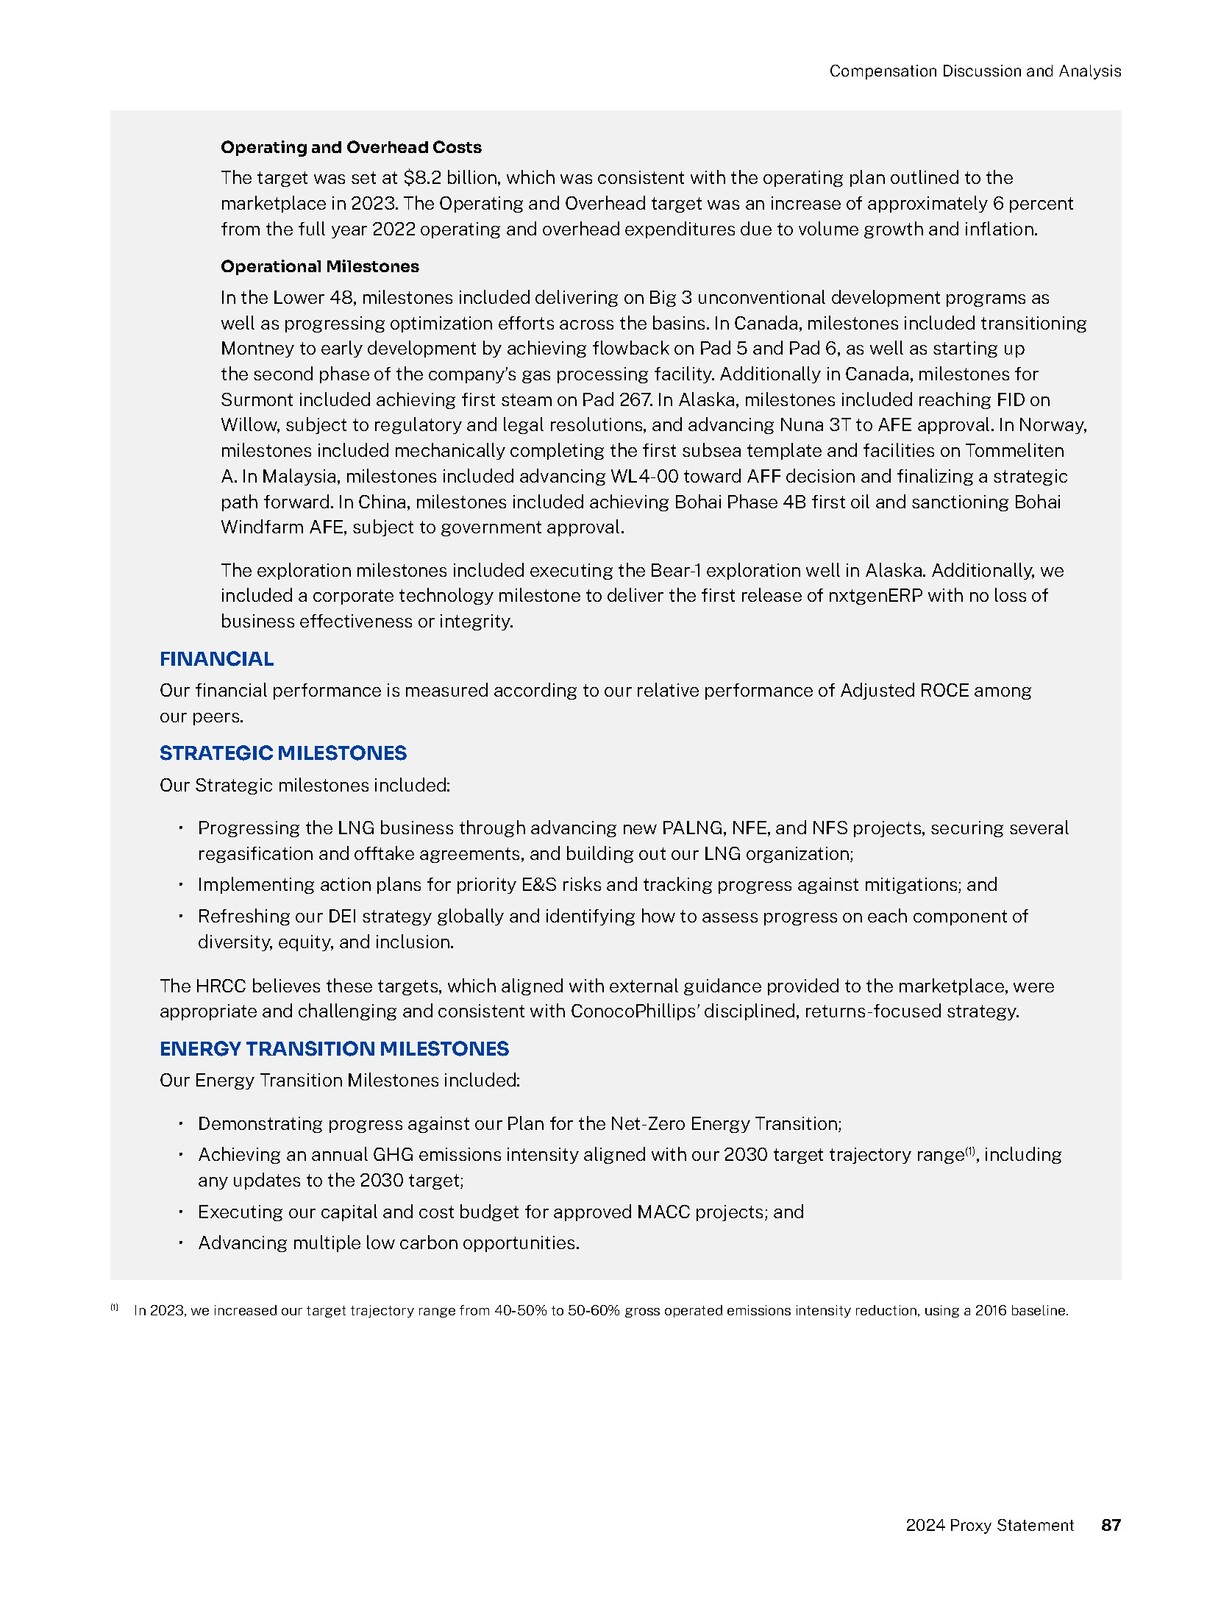 Compensation Discussion and Analysis
Operating and Overhead Costs
The target was set at $8.2 billion, which was consistent with the operating plan outlined to the
marketplace in 2023. The Operating and Overhead target was an increase of approximately 6 percent
from the full year 2022 operating and overhead expenditures due to volume growth and inflation.
Operational Milestones
In the Lower 48, milestones included delivering on Big 3 unconventional development programs as
well as progressing optimization efforts across the basins. In Canada, milestones included transitioning
Montney to early development by achieving flowback on Pad 5 and Pad 6, as well as starting up
the second phase of the company's gas processing facility. Additionally in Canada, milestones for
Surmont included achieving first steam on Pad 267. In Alaska, milestones included reaching FID on
Willow, subject to regulatory and legal resolutions, and advancing Nuna 3T to AFE approval. In Norway,
milestones included mechanically completing the first subsea template and facilities on Tommeliten
A. In Malaysia, milestones included advancing WL4-00 toward AFF decision and finalizing a strategic
path forward. In China, milestones included achieving Bohai Phase 4B first oil and sanctioning Bohai
Windfarm AFE, subject to government approval.
The exploration milestones included executing the Bear-1 exploration well in Alaska. Additionally, we
included a corporate technology milestone to deliver the first release of nxtgenERP with no loss of
business effectiveness or integrity.
FINANCIAL
Our financial performance is measured according to our relative performance of Adjusted ROCE among
our peers.
STRATEGIC MILESTONES
Our Strategic milestones included:
• Progressing the LNG business through advancing new PALNG, NFE, and NFS projects, securing several
regasification and offtake agreements, and building out our LNG organization;
• Implementing action plans for priority E&S risks and tracking progress against mitigations; and
• Refreshing our DEI strategy globally and identifying how to assess progress on each component of
diversity, equity, and inclusion.
The HRCC believes these targets, which aligned with external guidance provided to the marketplace, were
appropriate and challenging and consistent with ConocoPhillips' disciplined, returns-focused strategy.
ENERGY TRANSITION MILESTONES
Our Energy Transition Milestones included:
• Demonstrating progress against our Plan for the Net-Zero Energy Transition;
• Achieving an annual GHG emissions intensity aligned with our 2030 target trajectory range(1), including
any updates to the 2030 target;
• Executing our capital and cost budget for approved MACC projects; and
• Advancing multiple low carbon opportunities.
(1) In 2023, we increased our target trajectory range from 40-50% to 50-60% gross operated emissions intensity reduction, using a 2016 baseline.
2024 Proxy Statement 87